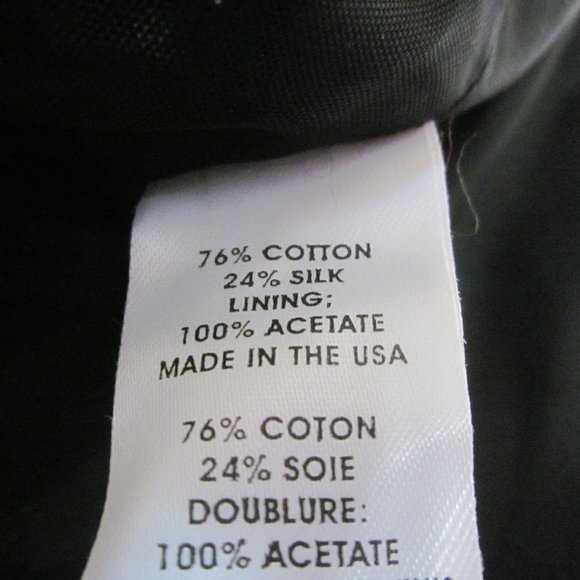 76% COTTON
24% SILK
LINING;
100% ACETATE
MADE IN THE USA
76% COTON
24% SOIE
DOUBLURE:
100% ACETATE